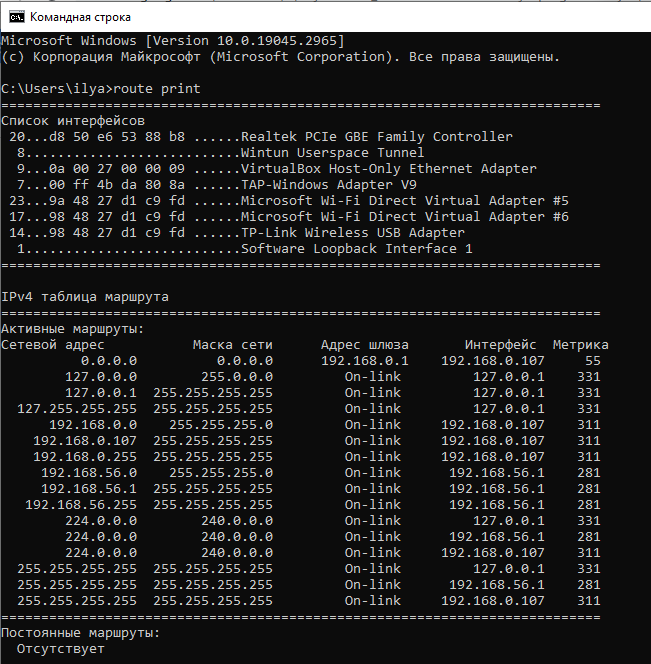 Командная строка
Microsoft Windows [Version 10.0.19045.2965]
(c) Корпорация Майкрософт (Microsoft Corporation). Все права защищены.
C:\Users\ilya>route print
===========================================================================
Список интерфейсов
 20...d8 50 e6 53 88 b8 ......Realtek PCIe GBE Family Controller
  8...........................Wintun Userspace Tunnel
  9...0a 00 27 00 00 09 ......VirtualBox Host-Only Ethernet Adapter
  7...00 ff 4b da 80 8a ......TAP-Windows Adapter V9
 23...9a 48 27 d1 c9 fd ......Microsoft Wi-Fi Direct Virtual Adapter #5
 17...98 48 27 d1 c9 fd ......Microsoft Wi-Fi Direct Virtual Adapter #6
 14...98 48 27 d1 c9 fd ......TP-Link Wireless USB Adapter
  1...........................Software Loopback Interface 1
===========================================================================
IPv4 таблица маршрута
===========================================================================
Активные маршруты:
Сетевой адрес           Маска сети      Адрес шлюза       Интерфейс  Метрика
          0.0.0.0          0.0.0.0      192.168.0.1    192.168.0.107     55
        127.0.0.0        255.0.0.0         On-link         127.0.0.1    331
        127.0.0.1  255.255.255.255         On-link         127.0.0.1    331
  127.255.255.255  255.255.255.255         On-link         127.0.0.1    331
      192.168.0.0    255.255.255.0         On-link     192.168.0.107    311
    192.168.0.107  255.255.255.255         On-link     192.168.0.107    311
    192.168.0.255  255.255.255.255         On-link     192.168.0.107    311
     192.168.56.0    255.255.255.0         On-link      192.168.56.1    281
     192.168.56.1  255.255.255.255         On-link      192.168.56.1    281
   192.168.56.255  255.255.255.255         On-link      192.168.56.1    281
        224.0.0.0        240.0.0.0         On-link         127.0.0.1    331
        224.0.0.0        240.0.0.0         On-link      192.168.56.1    281
        224.0.0.0        240.0.0.0         On-link     192.168.0.107    311
  255.255.255.255  255.255.255.255         On-link         127.0.0.1    331
  255.255.255.255  255.255.255.255         On-link      192.168.56.1    281
  255.255.255.255  255.255.255.255         On-link     192.168.0.107    311
===========================================================================
Постоянные маршруты:
  Отсутствует